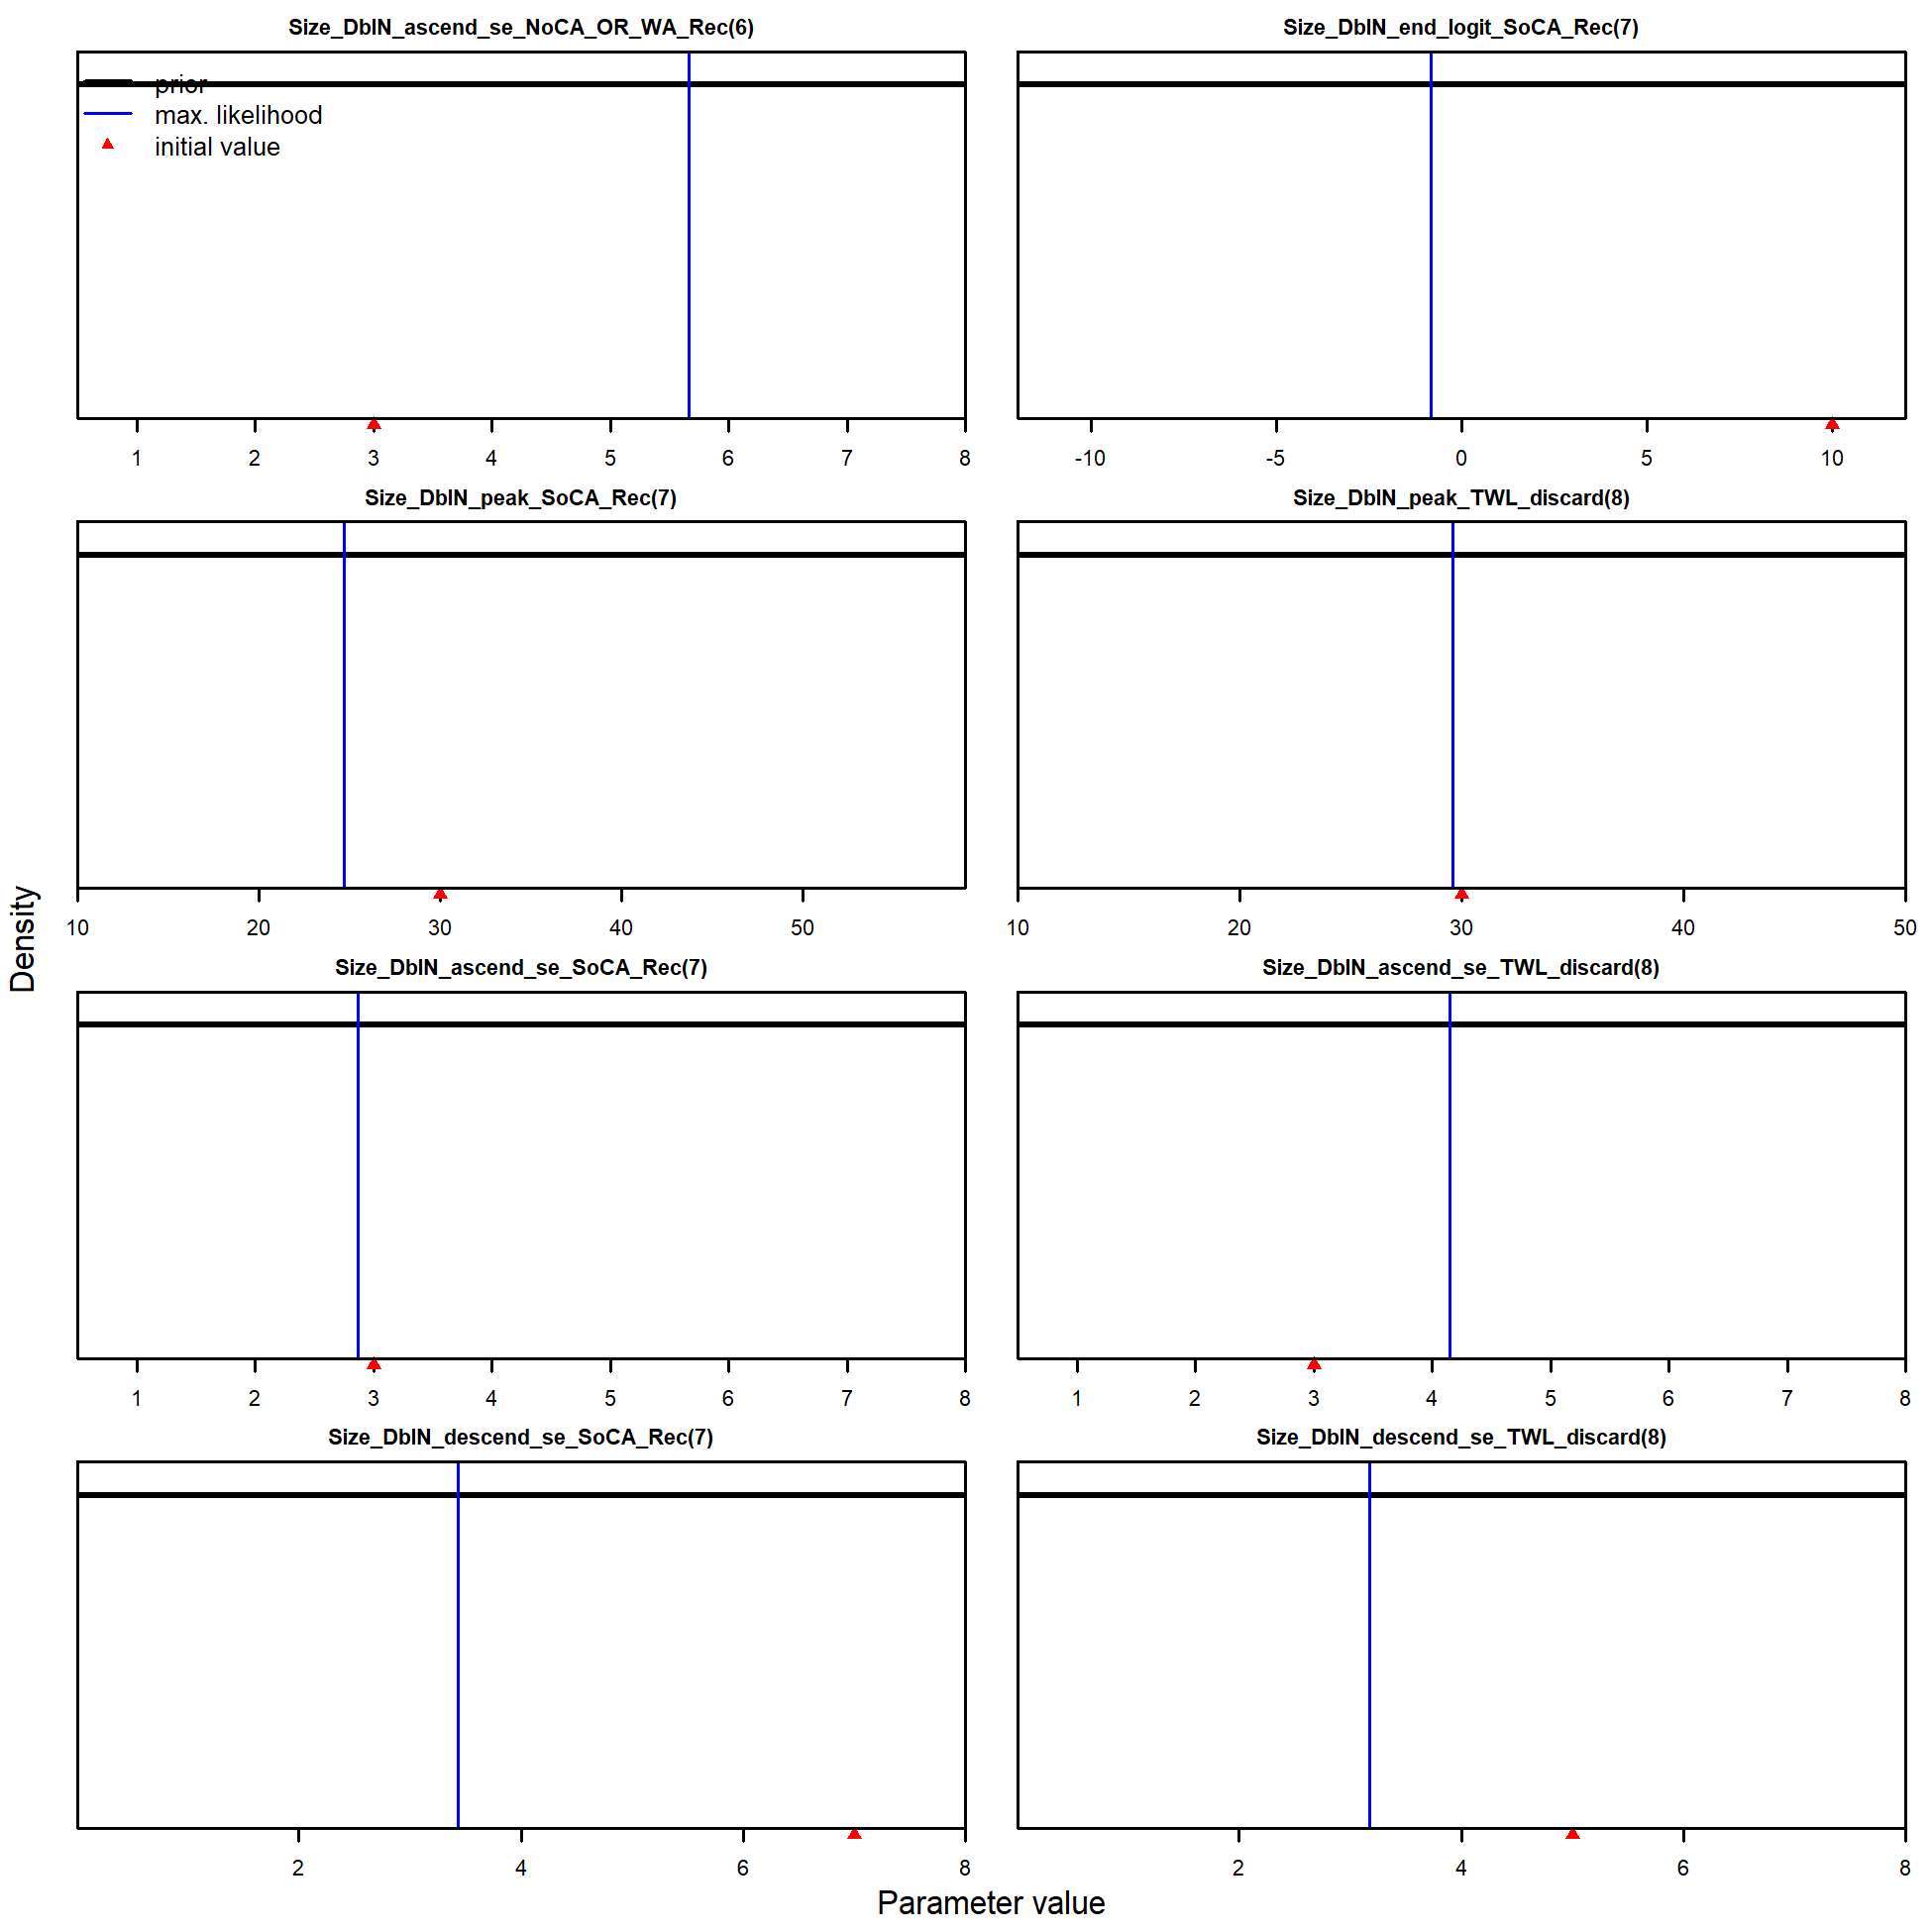 Size_DblN_ascend_se_NoCA_OR_WA_Rec(6)
prior
max. likelihood
initial value
1 2 3 4 5 6 7 8
Size_DblN_end_logit_SoCA_Rec(7)
-10 -5 0 5 10
Size_DblN_peak_SoCA_Rec(7)
10 20 30 40 50
Size_DblN_peak_TWL_discard(8)
10 20 30 40 50
Size_DblN_ascend_se_SoCA_Rec(7)
1 2 3 4 5 6 7 8
Size_DblN_ascend_se_TWL_discard(8)
1 2 3 4 5 6 7 8
Size_DblN_descend_se_SoCA_Rec(7)
2 4 6 8
Size_DblN_descend_se_TWL_discard(8)
2 4 6 8
Density
Parameter value